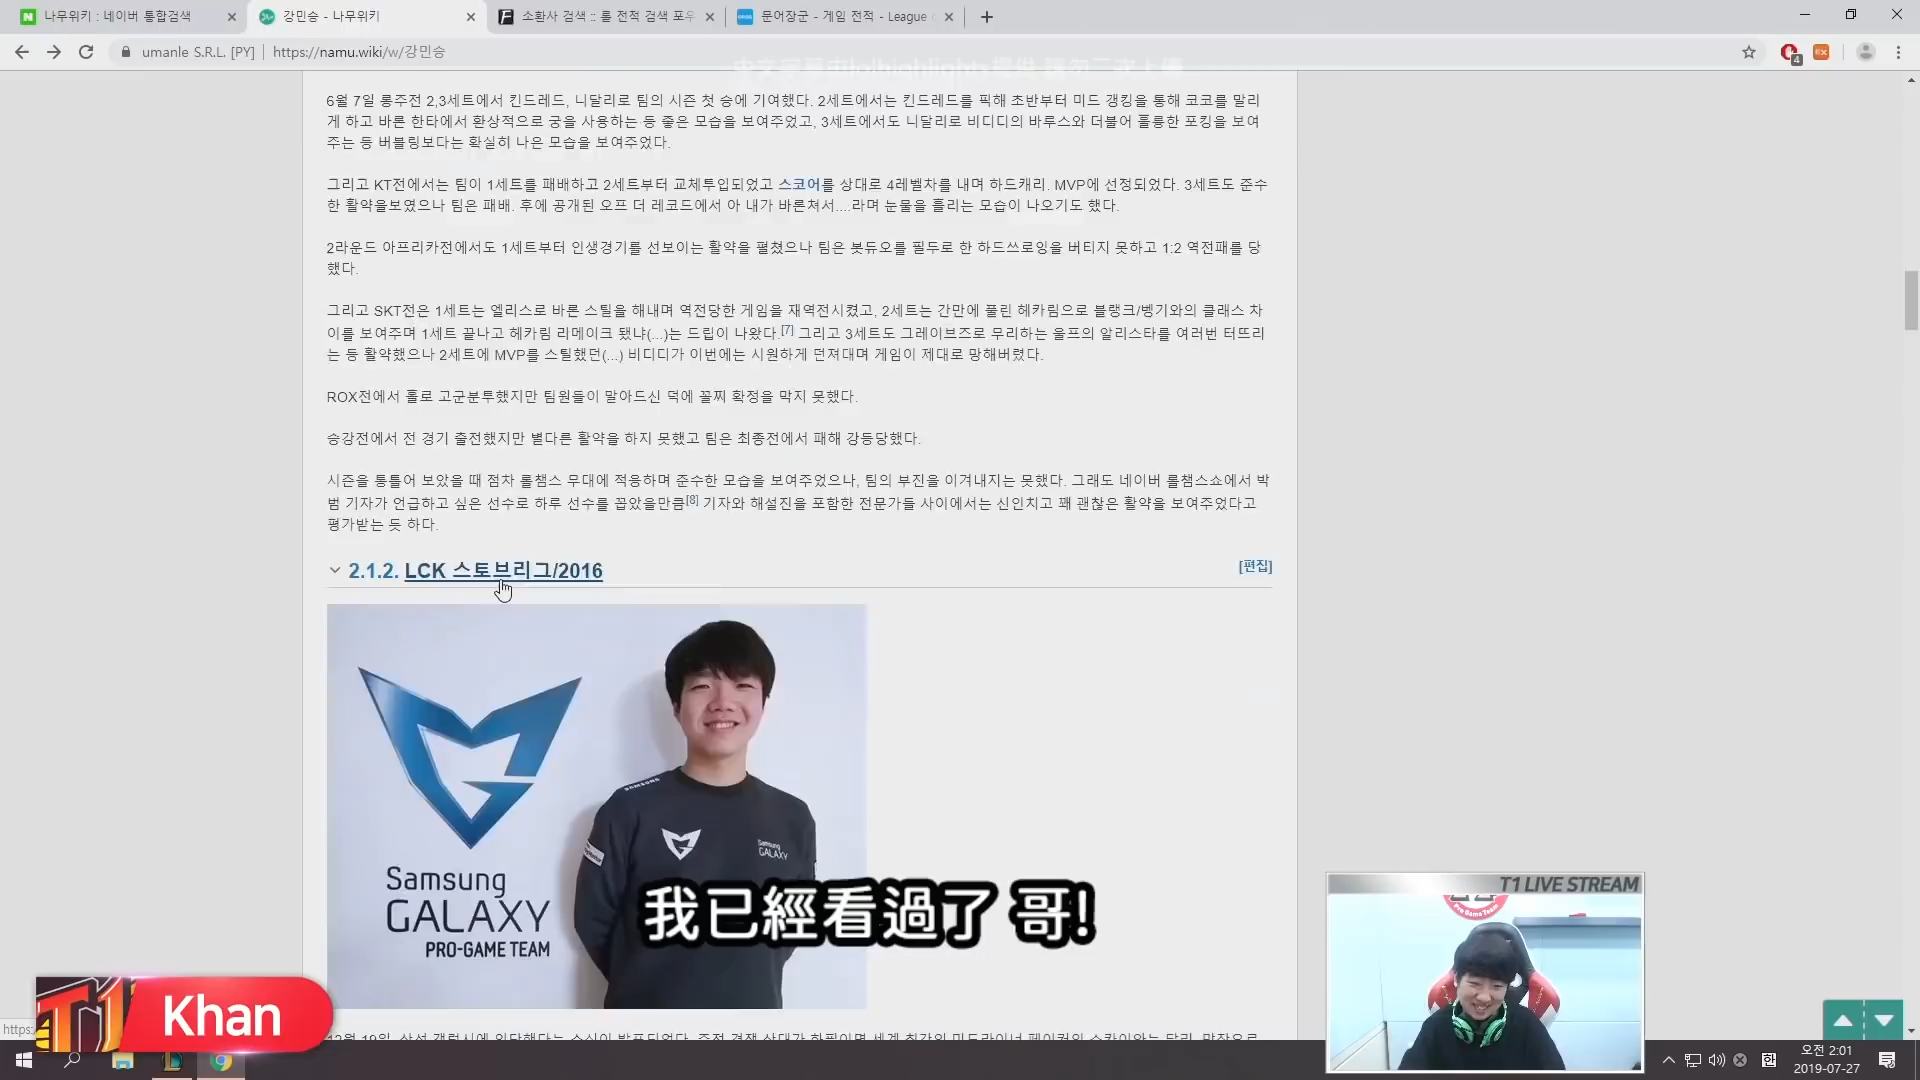 나무위키 : 네이버 통합검색
강민승 - 나무위키
소환사 검색 :: 롤 전적 검색 포우
문어장군 - 게임 전적 - League
umanle S.R.L. [PY]
https://namu.wiki/w/강민승
4
6월 7일 롱주전 2,3세트에서 킨드레드, 니달리로 팀의 시즌 첫 승에 기여했다. 2세트에서는 킨드레드를 픽해 초반부터 미드 갱킹을 통해 코코를 말리
게 하고 바론 한타에서 환상적으로 궁을 사용하는 등 좋은 모습을 보여주었고, 3세트에서도 니달리로 비디디의 바루스와 더불어 훌륭한 포킹을 보여
주는 등 버블링보다는 확실히 나은 모습을 보여주었다.
그리고 KT전에서는 팀이 1세트를 패배하고 2세트부터 교체투입되었고 스코어를 상대로 4레벨차를 내며 하드캐리. MVP에 선정되었다. 3세트도 준수
한 활약을보였으나 팀은 패배. 후에 공개된 오프 더 레코드에서 아 내가 바론쳐서....라며 눈물을 흘리는 모습이 나오기도 했다.
2라운드 아프리카전에서도 1세트부터 인생경기를 선보이는 활약을 펼쳤으나 팀은 봇듀오를 필두로 한 하드쓰로잉을 버티지 못하고 1:2 역전패를 당
했다.
그리고 SKT전은 1세트는 엘리스로 바론 스틸을 해내며 역전당한 게임을 재역전시켰고, 2세트는 간만에 풀린 헤카림으로 블랭크/벵기와의 클래스 차
이를 보여주며 1세트 끝나고 헤카림 리메이크 됐냐(...)는 드립이 나왔다.[7] 그리고 3세트도 그레이브즈로 무리하는 울프의 알리스타를 여러번 터뜨리
는 등 활약했으나 2세트에 MVP를 스틸했던(...) 비디디가 이번에는 시원하게 던져대며 게임이 제대로 망해버렸다.
ROX전에서 홀로 고군분투했지만 팀원들이 말아드신 덕에 꼴찌 확정을 막지 못했다.
승강전에서 전 경기 출전했지만 별다른 활약을 하지 못했고 팀은 최종전에서 패해 강등당했다.
시즌을 통틀어 보았을 때 점차 롤챔스 무대에 적응하며 준수한 모습을 보여주었으나, 팀의 부진을 이겨내지는 못했다. 그래도 네이버 롤챔스쇼에서 박
범 기자가 언급하고 싶은 선수로 하루 선수를 꼽았을만큼[8] 기자와 해설진을 포함한 전문가들 사이에서는 신인치고 꽤 괜찮은 활약을 보여주었다고
평가받는 듯 하다.
2.1.2. LCK 스토브리그/2016
[편집]
SAMSUNG
Samsung
GALAXY
Samsung
GALAXY
PRO-GAME TEAM
我已經看過了 哥!
T1 LIVE STREAM
Pro Game Team
T1
Khan
https:
한
오전 2:01
2019-07-27